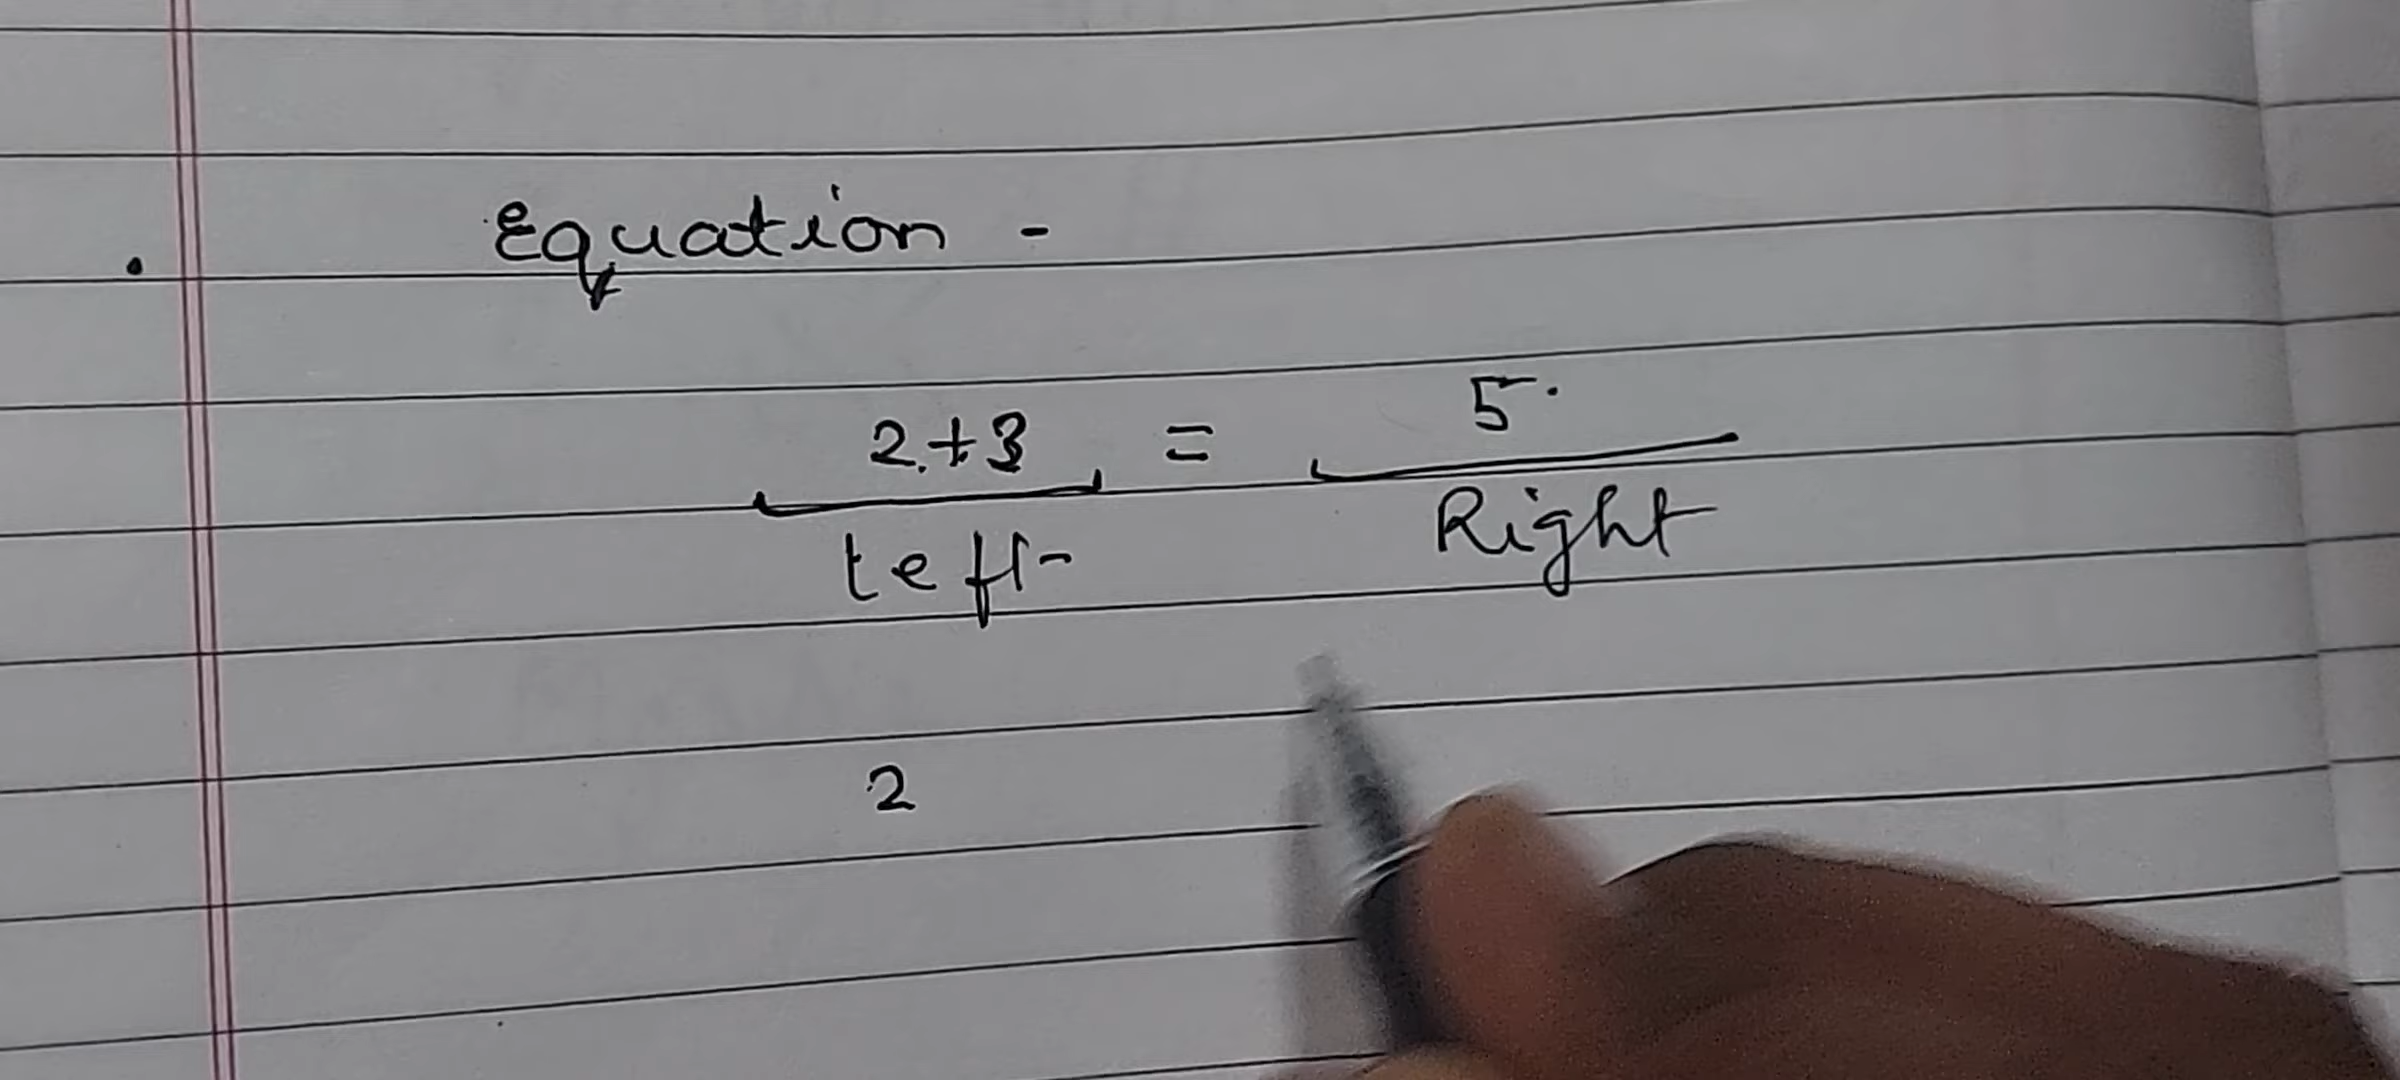 Equation -
2+3 = 5.
Left Right
2